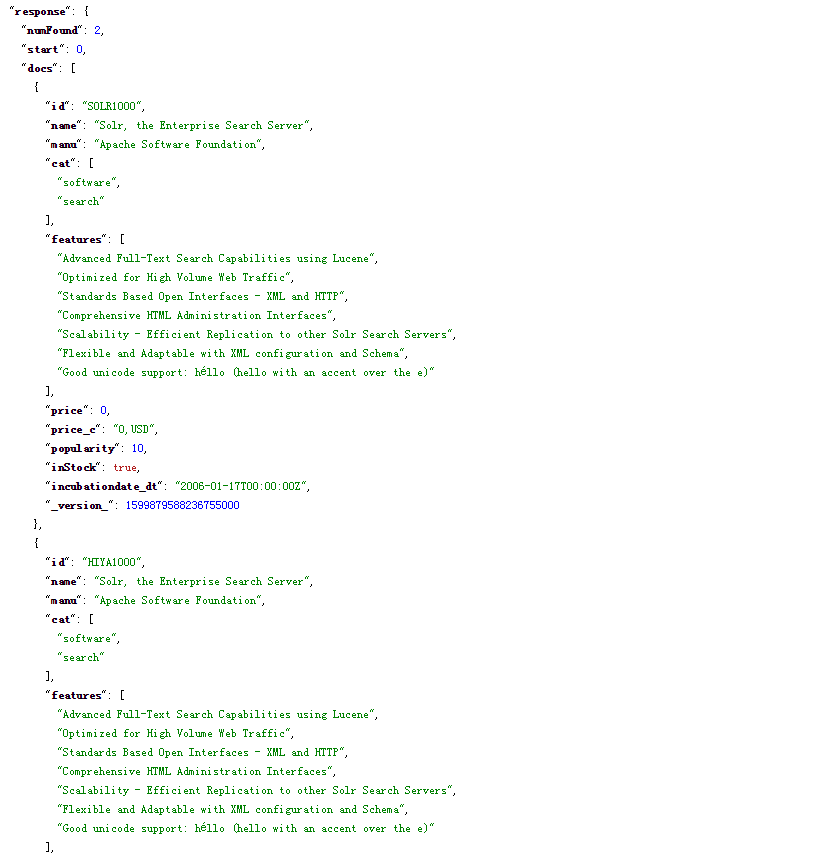 "response": {
"numFound": 2,
"start": 0,
"docs": [
{
"id": "SOLR1000",
"name": "Solr, the Enterprise Search Server",
"manu": "Apache Software Foundation",
"cat": [
"software",
"search"
],
"features": [
"Advanced Full-Text Search Capabilities using Lucene",
"Optimized for High Volume Web Traffic",
"Standards Based Open Interfaces - XML and HTTP",
"Comprehensive HTML Administration Interfaces",
"Scalability - Efficient Replication to other Solr Search Servers",
"Flexible and Adaptable with XML configuration and Schema",
"Good unicode support: héllo (hello with an accent over the e)"
],
"price": 0,
"price_c": "0,USD",
"popularity": 10,
"inStock": true,
"incubationdate_dt": "2006-01-17T00:00:00Z",
"_version_": 1599879588236755000
},
{
"id": "HIYA1000",
"name": "Solr, the Enterprise Search Server",
"manu": "Apache Software Foundation",
"cat": [
"software",
"search"
],
"features": [
"Advanced Full-Text Search Capabilities using Lucene",
"Optimized for High Volume Web Traffic",
"Standards Based Open Interfaces - XML and HTTP",
"Comprehensive HTML Administration Interfaces",
"Scalability - Efficient Replication to other Solr Search Servers",
"Flexible and Adaptable with XML configuration and Schema",
"Good unicode support: héllo (hello with an accent over the e)"
],